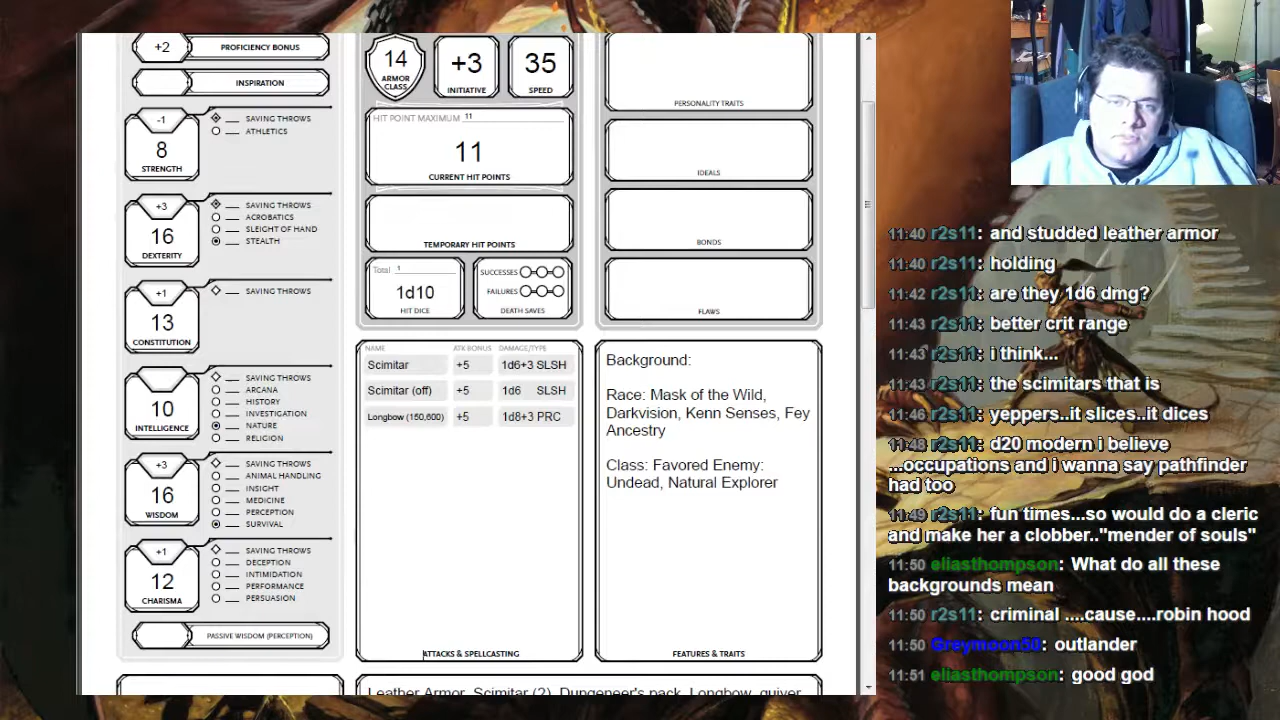 +2
PROFICIENCY BONUS
INSPIRATION
-1
8
STRENGTH
SAVING THROWS
ATHLETICS
+3
16
DEXTERITY
SAVING THROWS
ACROBATICS
SLEIGHT OF HAND
STEALTH
+1
13
CONSTITUTION
SAVING THROWS
10
INTELLIGENCE
SAVING THROWS
ARCANA
HISTORY
INVESTIGATION
NATURE
RELIGION
+3
16
WISDOM
SAVING THROWS
ANIMAL HANDLING
INSIGHT
MEDICINE
PERCEPTION
SURVIVAL
+1
12
CHARISMA
SAVING THROWS
DECEPTION
INTIMIDATION
PERFORMANCE
PERSUASION
PASSIVE WISDOM (PERCEPTION)
14
ARMOR
CLASS
+3
INITIATIVE
35
SPEED
HIT POINT MAXIMUM 11
11
CURRENT HIT POINTS
TEMPORARY HIT POINTS
Total 1
1d10
HIT DICE
SUCCESSES
FAILURES
DEATH SAVES
NAME ATK BONUS DAMAGE/TYPE
Scimitar +5 1d6+3 SLSH
Scimitar (off) +5 1d6 SLSH
Longbow (150,600) +5 1d8+3 PRC
ATTACKS & SPELLCASTING
PERSONALITY TRAITS
IDEALS
BONDS
FLAWS
Background:
Race: Mask of the Wild,
Darkvision, Kenn Senses, Fey
Ancestry
Class: Favored Enemy:
Undead, Natural Explorer
FEATURES & TRAITS
Leather Armor, Scimitar (2), Dungeneer's pack, Longbow, quiver
11:40 r2s11: and studded leather armor
11:40 r2s11: holding
11:42 r2s11: are they 1d6 dmg?
11:43 r2s11: better crit range
11:43 r2s11: i think...
11:43 r2s11: the scimitars that is
11:46 r2s11: yeppers..it slices..it dices
11:48 r2s11: d20 modern i believe
...occupations and i wanna say pathfinder
had too
11:49 r2s11: fun times...so would do a cleric
and make her a clobber.."mender of souls"
11:50 eliasthompson: What do all these
backgrounds mean
11:50 r2s11: criminal ....cause....robin hood
11:50 Greymoon50: outlander
11:51 eliasthompson: good god